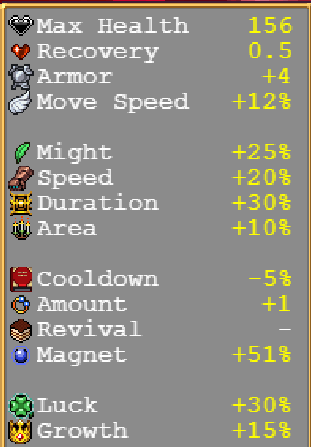 Max Health 156
Recovery 0.5
Armor +4
Move Speed +12%
Might +25%
Speed +20%
Duration +30%
Area +10%
Cooldown -5%
Amount +1
Revival -
Magnet +51%
Luck +30%
Growth +15%